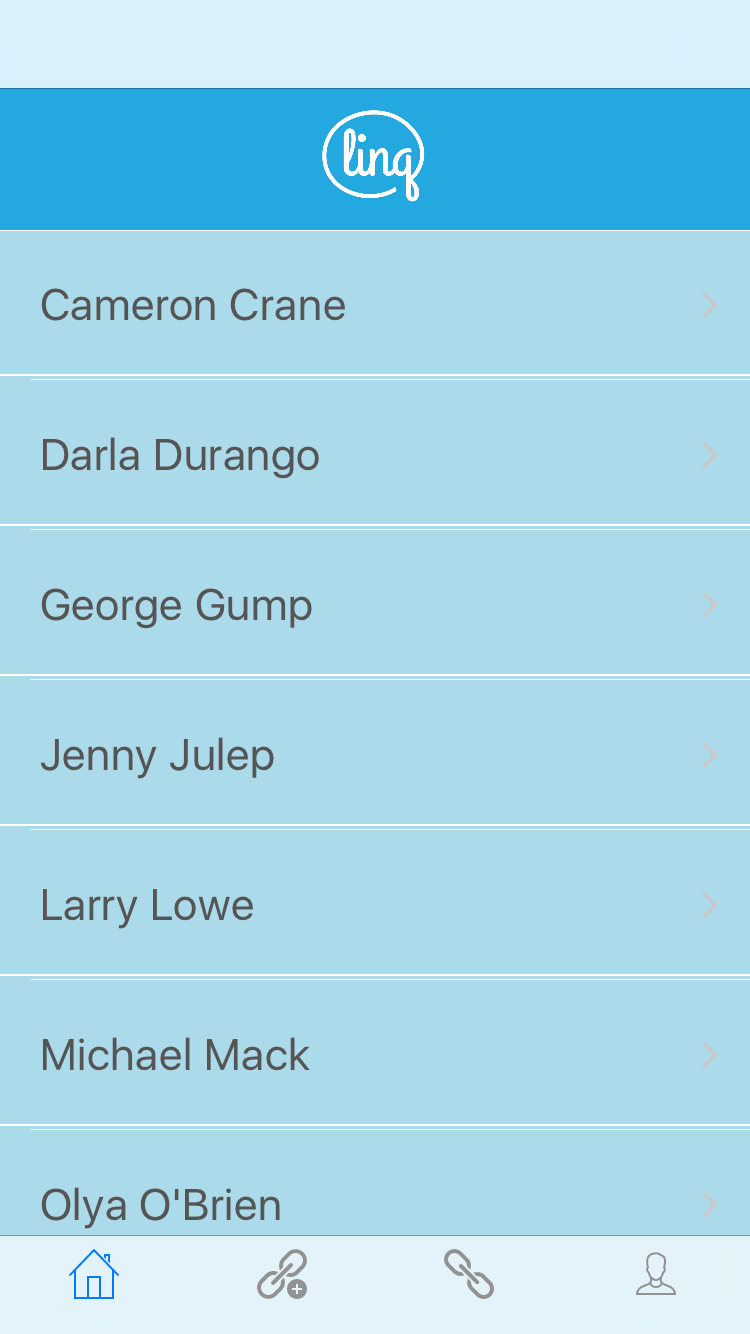 linq
Cameron Crane
Darla Durango
George Gump
Jenny Julep
Larry Lowe
Michael Mack
Olya O'Brien